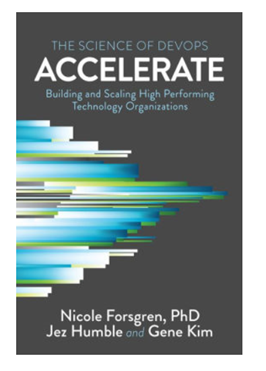 THE SCIENCE OF DEVOPS
ACCELERATE
Building and Scaling High Performing
Technology Organizations
Nicole Forsgren, PhD
Jez Humble and Gene Kim